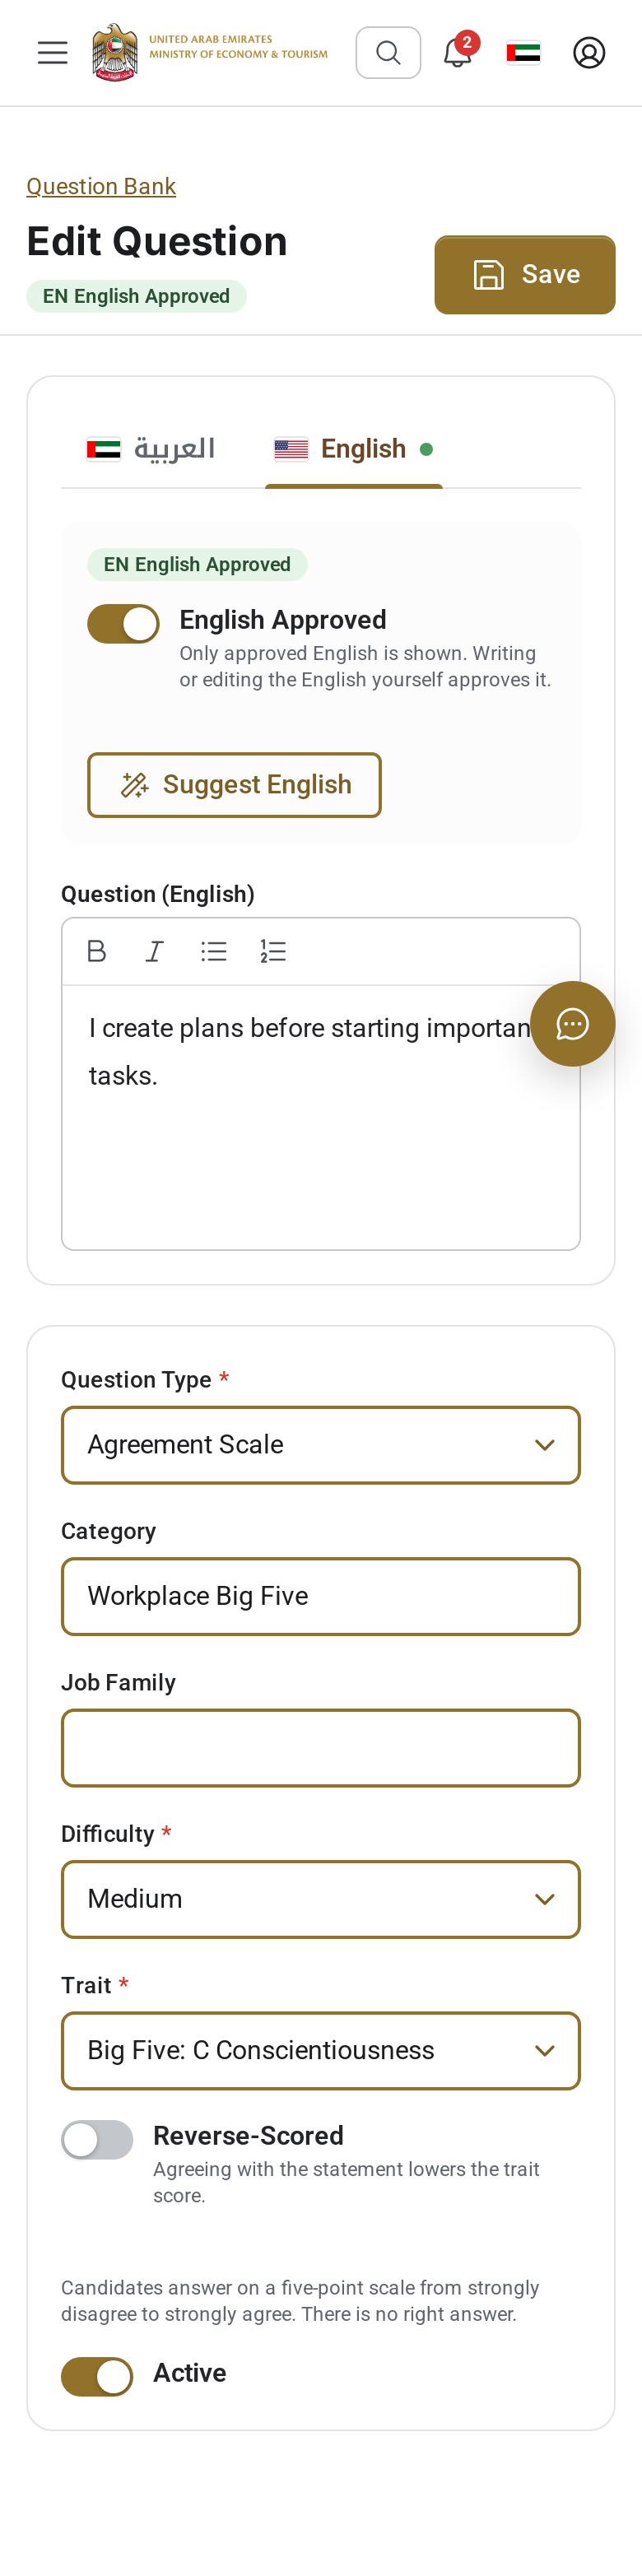 UNITED ARAB EMIRATES
MINISTRY OF ECONOMY & TOURISM
2
Question Bank
Edit Question
EN English Approved
Save
العربية
English
EN English Approved
English Approved
Only approved English is shown. Writing
or editing the English yourself approves it.
Suggest English
Question (English)
I create plans before starting importan
tasks.
Question Type *
Agreement Scale
Category
Workplace Big Five
Job Family
Difficulty *
Medium
Trait *
Big Five: C Conscientiousness
Reverse-Scored
Agreeing with the statement lowers the trait
score.
Candidates answer on a five-point scale from strongly
disagree to strongly agree. There is no right answer.
Active